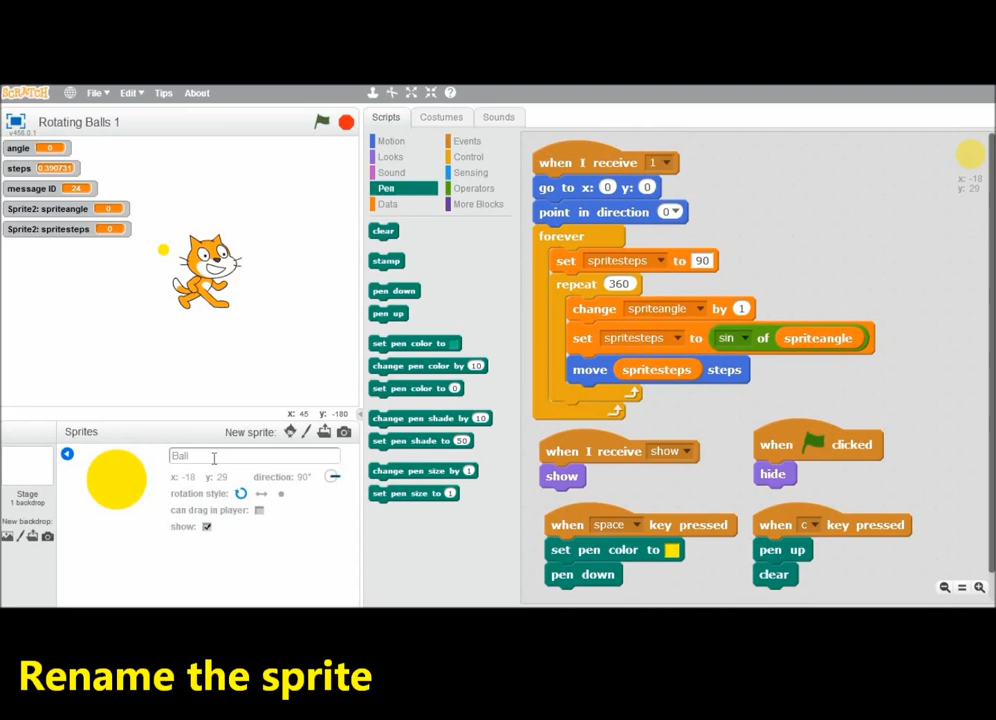 SCRATCH File Edit Tips About
Rotating Balls 1
v456.0.1
angle 0
steps 0.390731
message ID 24
Sprite2: spriteangle 0
Sprite2: spritesteps 0
x: 45 y: -180
Sprites New sprite:
Stage
1 backdrop
New backdrop:
Ball
x: -18 y: 29 direction: 90°
rotation style:
can drag in player:
show:
Scripts Costumes Sounds
Motion Events
Looks Control
Sound Sensing
Pen Operators
Data More Blocks
clear
stamp
pen down
pen up
set pen color to
change pen color by 10
set pen color to 0
change pen shade by 10
set pen shade to 50
change pen size by 1
set pen size to 1
x: -18
y: 29
when I receive 1
go to x: 0 y: 0
point in direction 0
forever
set spritesteps to 90
repeat 360
change spriteangle by 1
set spritesteps to sin of spriteangle
move spritesteps steps
when I receive show
show
when clicked
hide
when space key pressed
set pen color to
pen down
when c key pressed
pen up
clear
Rename the sprite